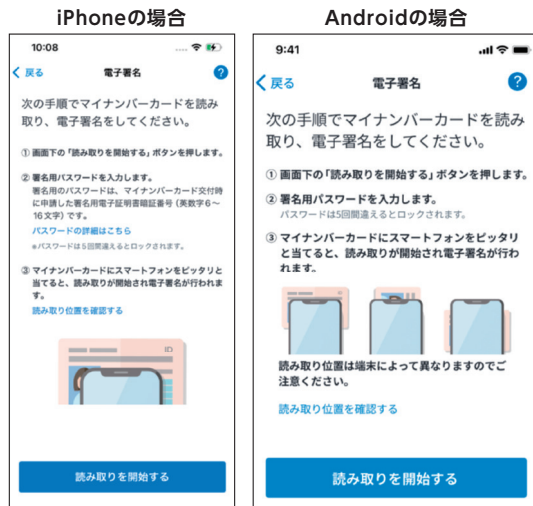 iPhoneの場合
10:08
戻る
電子署名
?
次の手順でマイナンバーカードを読み
取り、電子署名をしてください。
① 画面下の「読み取りを開始する」ボタンを押します。
② 署名用パスワードを入力します。
署名用のパスワードは、マイナンバーカード交付時
に申請した署名用電子証明書暗証番号（英数字6～
16文字）です。
パスワードの詳細はこちら
※パスワードは5回間違えるとロックされます。
③ マイナンバーカードにスマートフォンをピッタリと
当てると、読み取りが開始され電子署名が行われま
す。
読み取り位置を確認する
ID
読み取りを開始する
Androidの場合
9:41
戻る
電子署名
?
次の手順でマイナンバーカードを読み
取り、電子署名をしてください。
① 画面下の「読み取りを開始する」ボタンを押します。
② 署名用パスワードを入力します。
パスワードは5回間違えるとロックされます。
③ マイナンバーカードにスマートフォンをピッタリ
と当てると、読み取りが開始され電子署名が行わ
れます。
読み取り位置は端末によって異なりますのでご
注意ください。
読み取り位置を確認する
読み取りを開始する